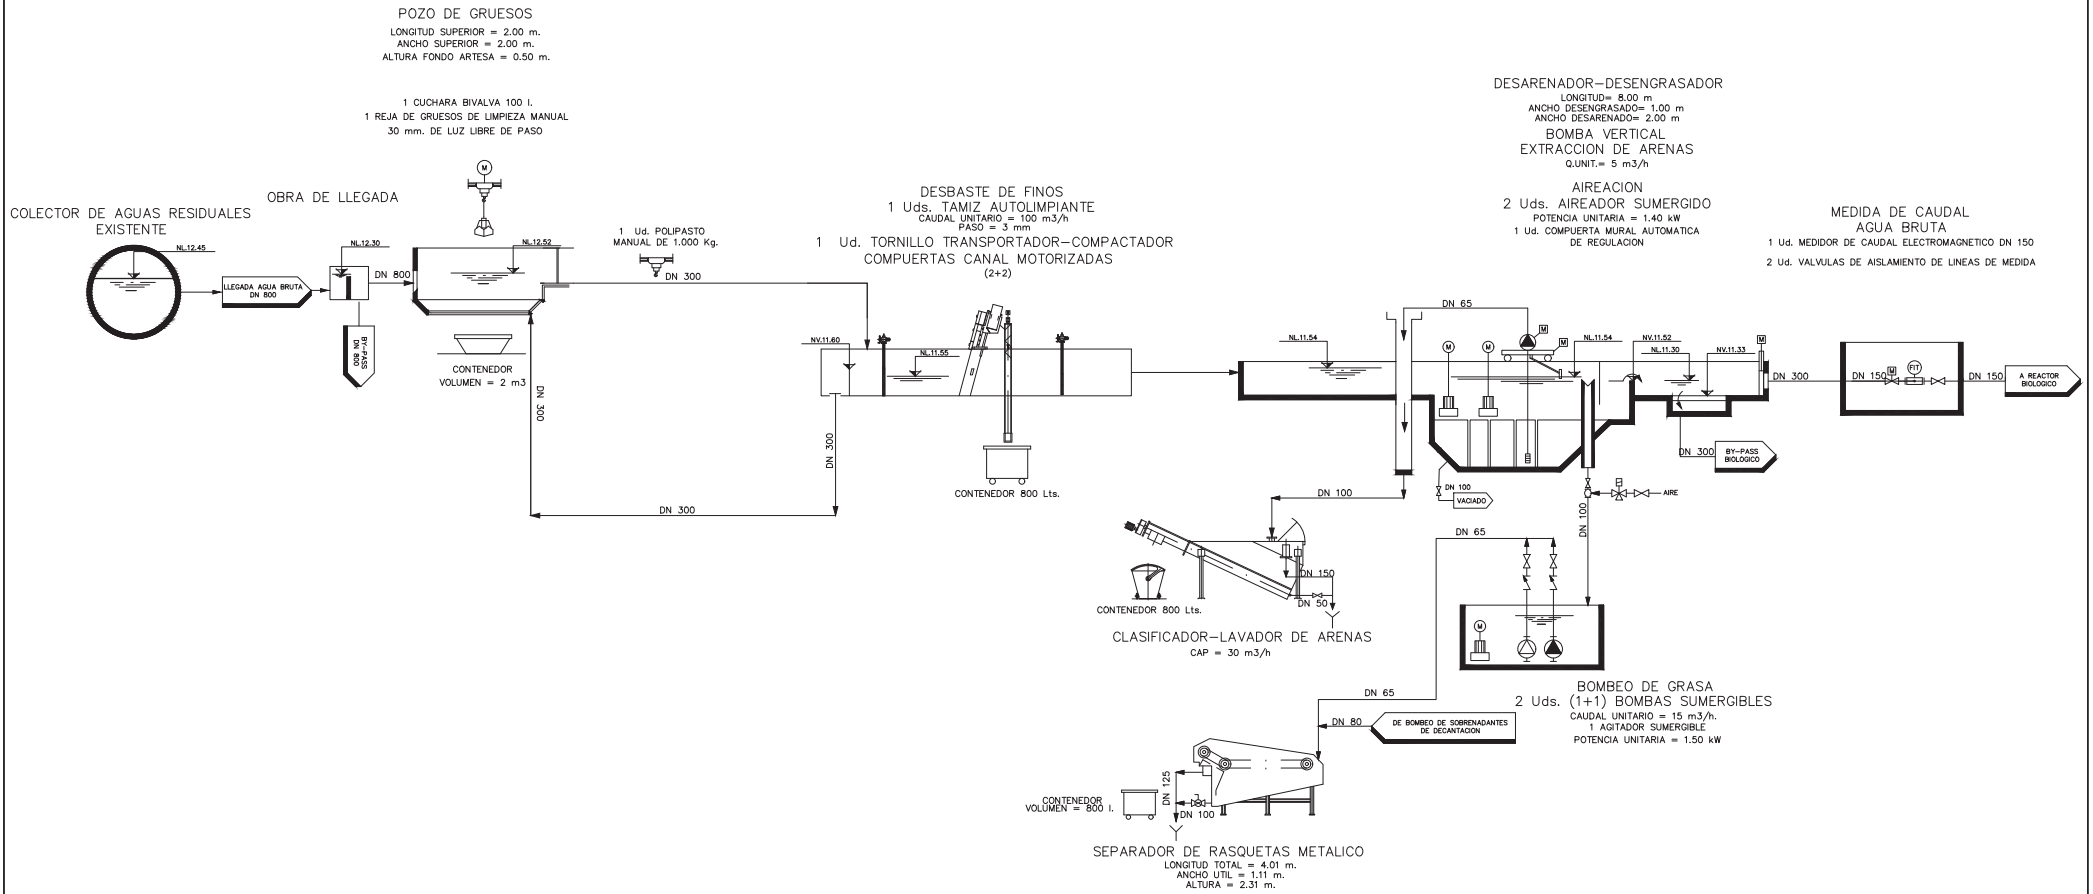 POZO DE GRUESOS
LONGITUD SUPERIOR = 2.00 m.
ANCHO SUPERIOR = 2.00 m.
ALTURA FONDO ARTESA = 0.50 m.
1 CUCHARA BIVALVA 100 l.
1 REJA DE GRUESOS DE LIMPIEZA MANUAL
30 mm. DE LUZ LIBRE DE PASO
M
OBRA DE LLEGADA
COLECTOR DE AGUAS RESIDUALES
EXISTENTE
NL.12.45
NL.12.30
NL.12.52
DN 800
LLEGADA AGUA BRUTA
DN 800
BY-PASS
DN 800
CONTENEDOR
VOLUMEN = 2 m3
1 Ud. POLIPASTO
MANUAL DE 1.000 Kg.
DN 300
DN 300
DN 300
DN 300
DESBASTE DE FINOS
1 Uds. TAMIZ AUTOLIMPIANTE
CAUDAL UNITARIO = 100 m3/h
PASO = 3 mm
1 Ud. TORNILLO TRANSPORTADOR-COMPACTADOR
COMPUERTAS CANAL MOTORIZADAS
(2+2)
NV.11.60
NL.11.55
CONTENEDOR 800 Lts.
DESARENADOR-DESENGRASADOR
LONGITUD= 8.00 m
ANCHO DESENGRASADO= 1.00 m
ANCHO DESARENADO= 2.00 m
BOMBA VERTICAL
EXTRACCION DE ARENAS
Q.UNIT.= 5 m3/h
AIREACION
2 Uds. AIREADOR SUMERGIDO
POTENCIA UNITARIA = 1.40 kW
1 Ud. COMPUERTA MURAL AUTOMATICA
DE REGULACION
MEDIDA DE CAUDAL
AGUA BRUTA
1 Ud. MEDIDOR DE CAUDAL ELECTROMAGNETICO DN 150
2 Ud. VALVULAS DE AISLAMIENTO DE LINEAS DE MEDIDA
DN 65
NL.11.54
M
M
M
M
NL.11.54
NV.11.52
NL.11.30
NV.11.33
M
DN 300
DN 150
M
FIT
DN 150
A REACTOR
BIOLOGICO
DN 300
BY-PASS
BIOLOGICO
DN 100
VACIADO
AIRE
DN 100
DN 100
DN 150
DN 50
CONTENEDOR 800 Lts.
CLASIFICADOR-LAVADOR DE ARENAS
CAP = 30 m3/h
DN 65
M
BOMBEO DE GRASA
2 Uds. (1+1) BOMBAS SUMERGIBLES
CAUDAL UNITARIO = 15 m3/h.
1 AGITADOR SUMERGIBLE
POTENCIA UNITARIA = 1.50 kW
DN 65
DN 80
DE BOMBEO DE SOBRENADANTES
DE DECANTACION
DN 125
DN 100
CONTENEDOR
VOLUMEN = 800 l.
SEPARADOR DE RASQUETAS METALICO
LONGITUD TOTAL = 4.01 m.
ANCHO UTIL = 1.11 m.
ALTURA = 2.31 m.